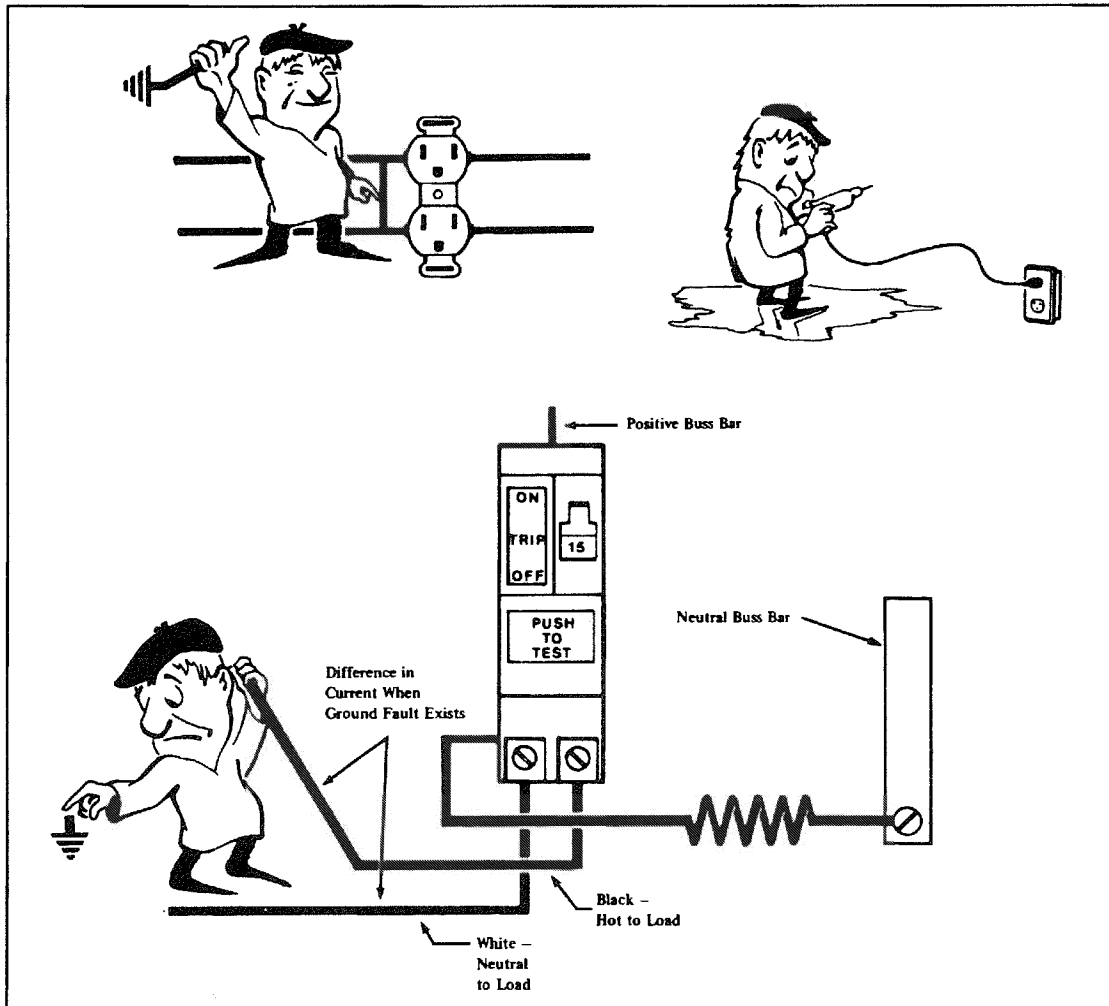 Positive Buss Bar
ON
TRIP
OFF
15
PUSH
TO
TEST
Neutral Buss Bar
Difference in
Current When
Ground Fault Exists
Black –
Hot to Load
White –
Neutral
to Load